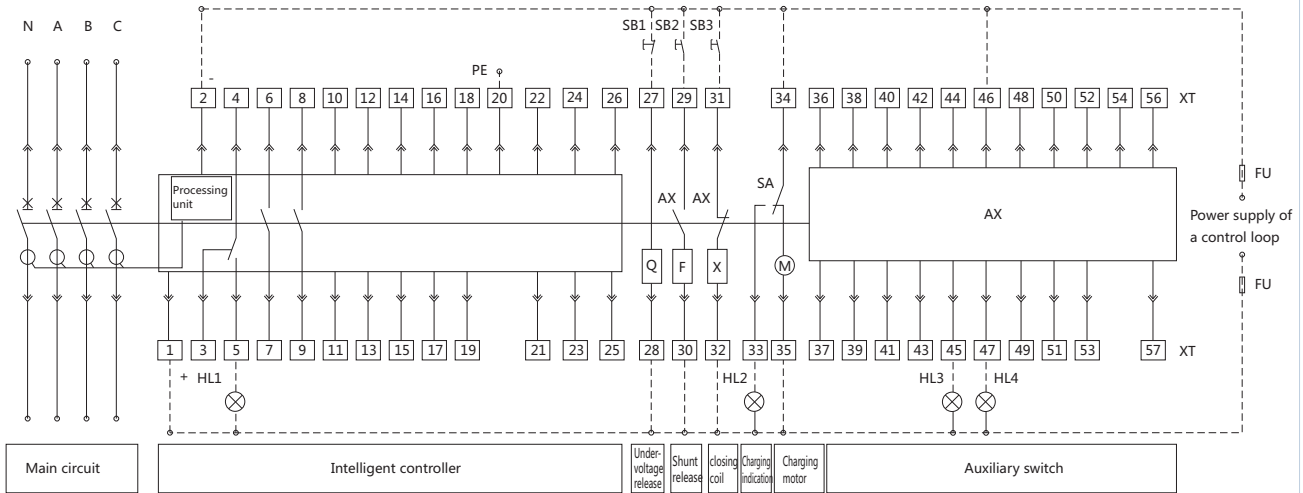 SB1 SB2 SB3
N A B C
PE
-
2 4 6 8 10 12 14 16 18 20 22 24 26 27 29 31 34 36 38 40 42 44 46 48 50 52 54 56 XT
FU
Processing
unit
SA
AX AX
AX
Power supply of
a control loop
Q F X M
FU
1 3 5 7 9 11 13 15 17 19 21 23 25 28 30 32 33 35 37 39 41 43 45 47 49 51 53 57 XT
+ HL1 HL2 HL3 HL4
Main circuit
Intelligent controller
Under-
voltage
release
Shunt
release
closing
coil
Charging
indication
Charging
motor
Auxiliary switch